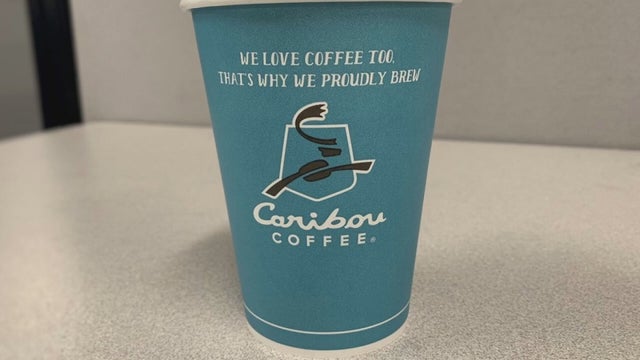 WE LOVE COFFEE TOO.
THAT'S WHY WE PROUDLY BREW
Caribou
COFFEE®